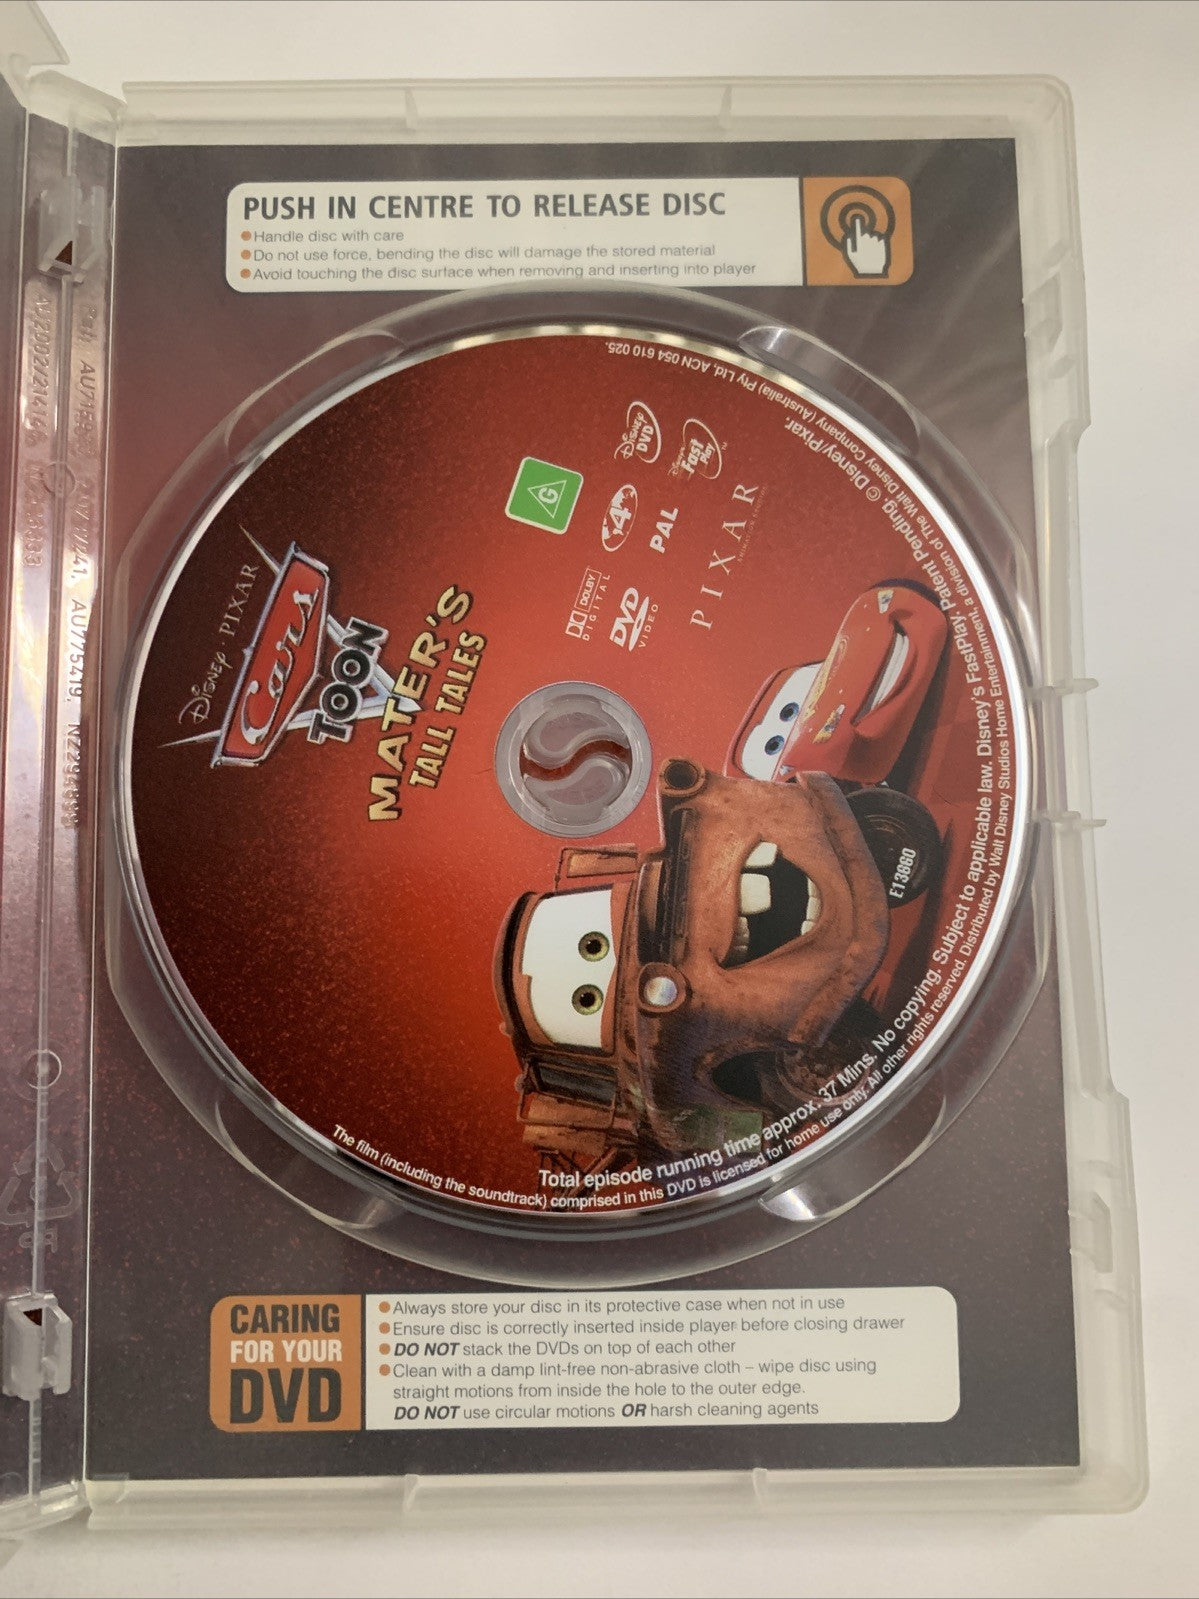 PUSH IN CENTRE TO RELEASE DISC
Handle disc with care
Do not use force, bending the disc will damage the stored material
Avoid touching the disc surface when removing and inserting into player
DISNEY · PIXAR
Cars
TOON
MATER'S
TALL TALES
G
DISNEY DVD
Disney's Fast Play™
4
PAL
PIXAR
ANIMATION STUDIOS
DOLBY
DIGITAL
DVD
VIDEO
E13860
Total episode running time approx. 37 Mins. No copying. Subject to applicable law. Disney's FastPlay. Patent Pending. © Disney/Pixar.
The film (including the soundtrack) comprised in this DVD is licensed for home use only. All other rights reserved. Distributed by Walt Disney Studios Home Entertainment, a division of The Walt Disney Company (Australia) Pty Ltd, ACN 054 610 025.
AU775419,
CARING
FOR YOUR
DVD
Always store your disc in its protective case when not in use
Ensure disc is correctly inserted inside player before closing drawer
DO NOT stack the DVDs on top of each other
Clean with a damp lint-free non-abrasive cloth – wipe disc using
straight motions from inside the hole to the outer edge.
DO NOT use circular motions OR harsh cleaning agents